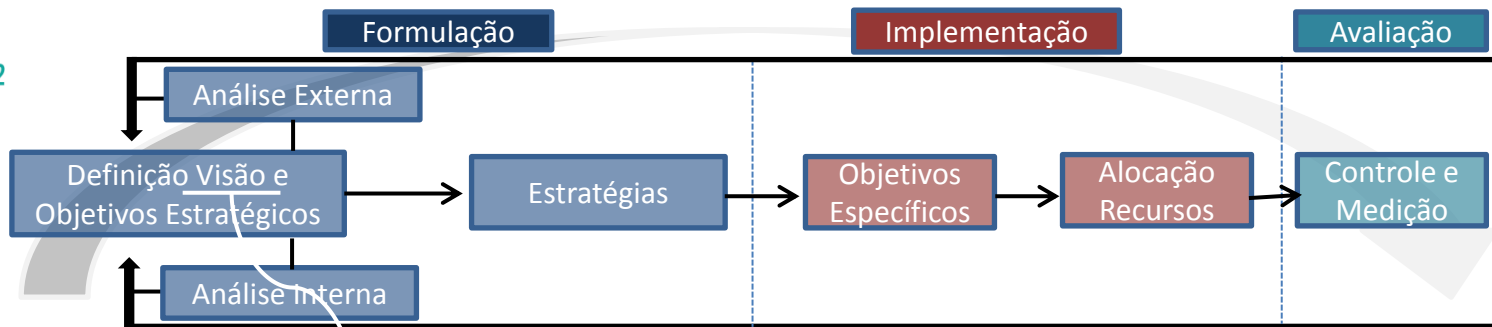 Formulação
Implementação
Avaliação
2
Análise Externa
Definição Visão e
Objetivos Estratégicos
Estratégias
Objetivos
Específicos
Alocação
Recursos
Controle e
Medição
Análise Interna